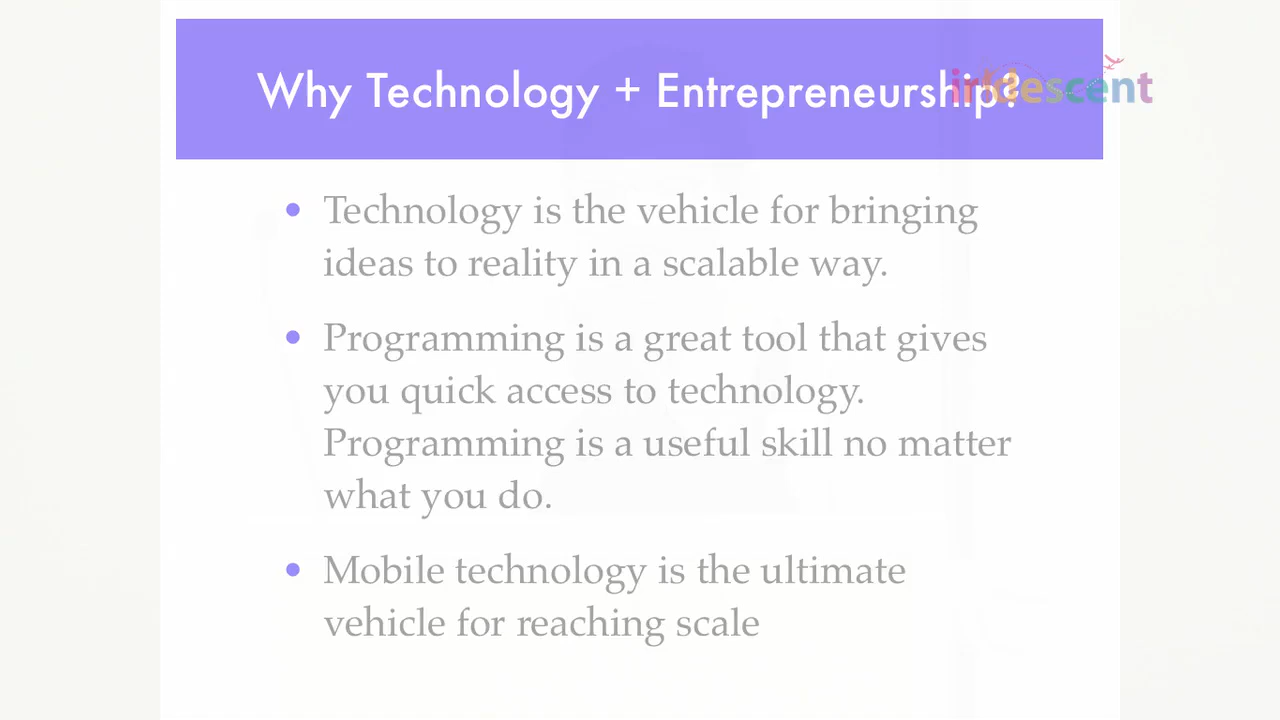 Why Technology + Entrepreneurship?
iridescent
• Technology is the vehicle for bringing
ideas to reality in a scalable way.
• Programming is a great tool that gives
you quick access to technology.
Programming is a useful skill no matter
what you do.
• Mobile technology is the ultimate
vehicle for reaching scale